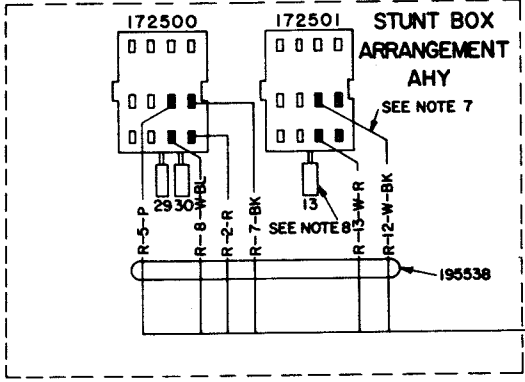 172500
172501
STUNT BOX
ARRANGEMENT
AHY
SEE NOTE 7
29 30
13
SEE NOTE 8
R-5-P
R-8-W-BL
R-2-R
R-7-BK
R-13-W-R
R-12-W-BK
195538